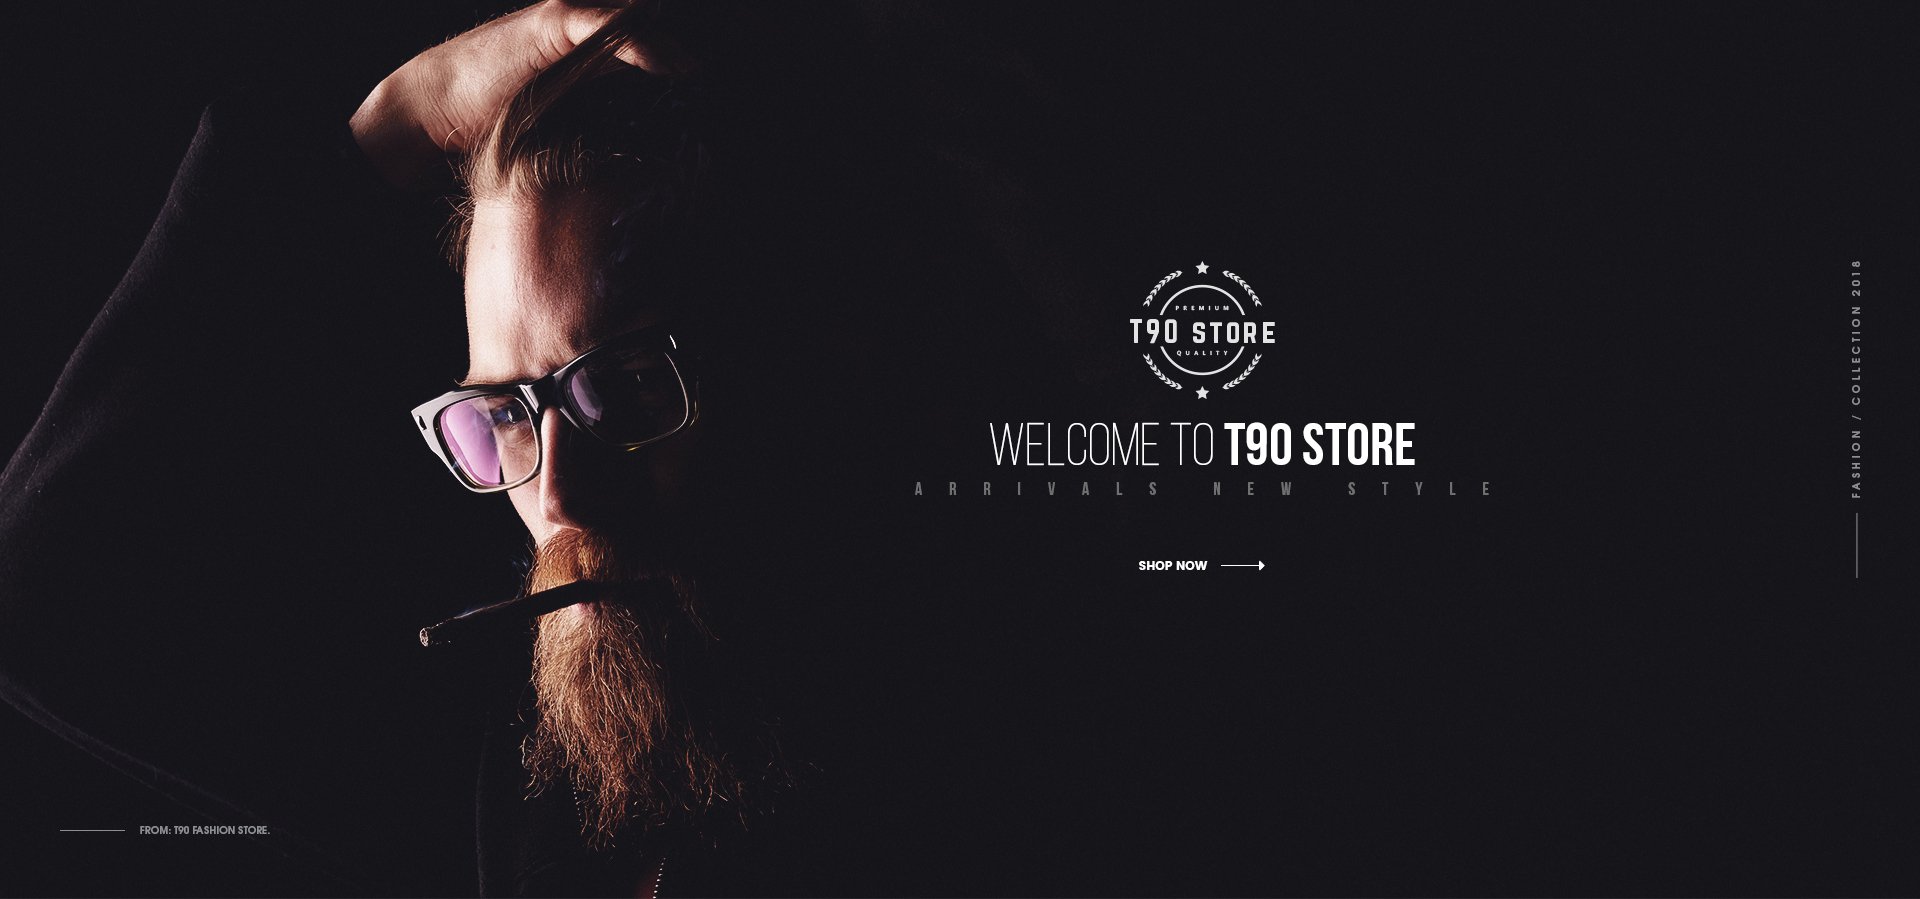 PREMIUM
T90 STORE
QUALITY
WELCOME TO T90 STORE
ARRIVALS NEW STYLE
SHOP NOW
FASHION / COLLECTION 2018
FROM: T90 FASHION STORE.